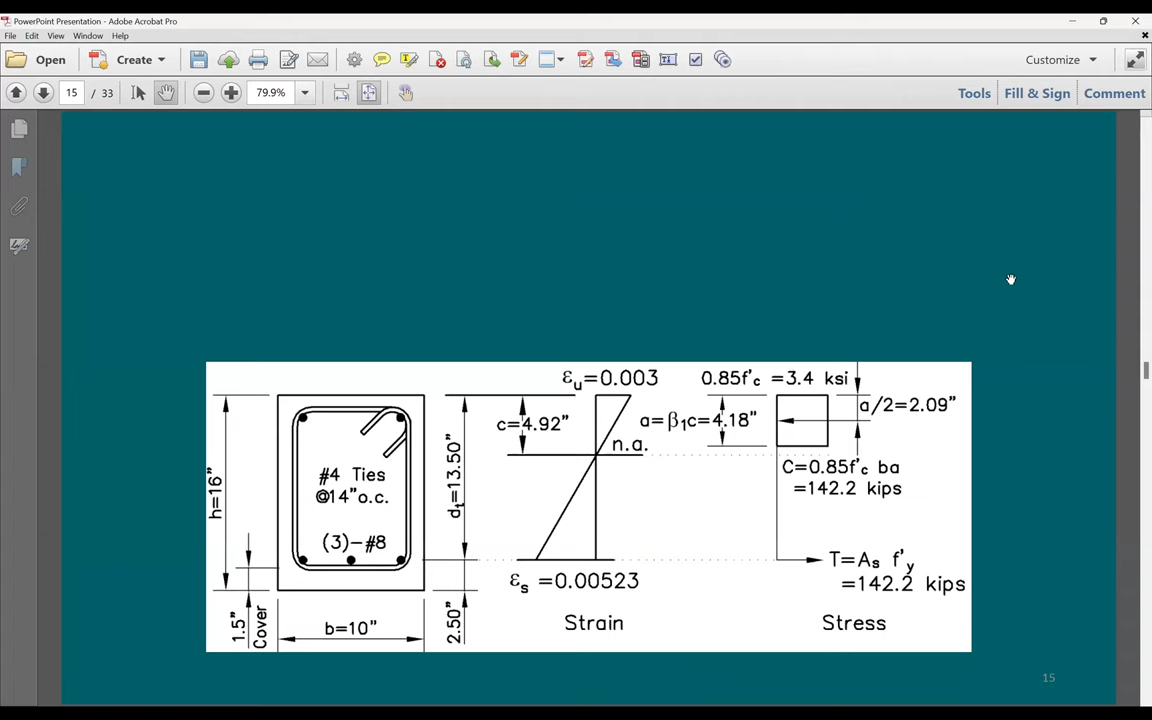 PowerPoint Presentation - Adobe Acrobat Pro
File Edit View Window Help
Open Create Customize
15 / 33 79.9% Tools Fill & Sign Comment
εu=0.003
0.85f'c =3.4 ksi
c=4.92"
a=β1c=4.18"
a/2=2.09"
n.a.
h=16"
#4 Ties
@14"o.c.
(3)-#8
dt=13.50"
C=0.85f'c ba
=142.2 kips
T=As f'y
=142.2 kips
εs =0.00523
1.5"
Cover
b=10"
2.50"
Strain
Stress
15